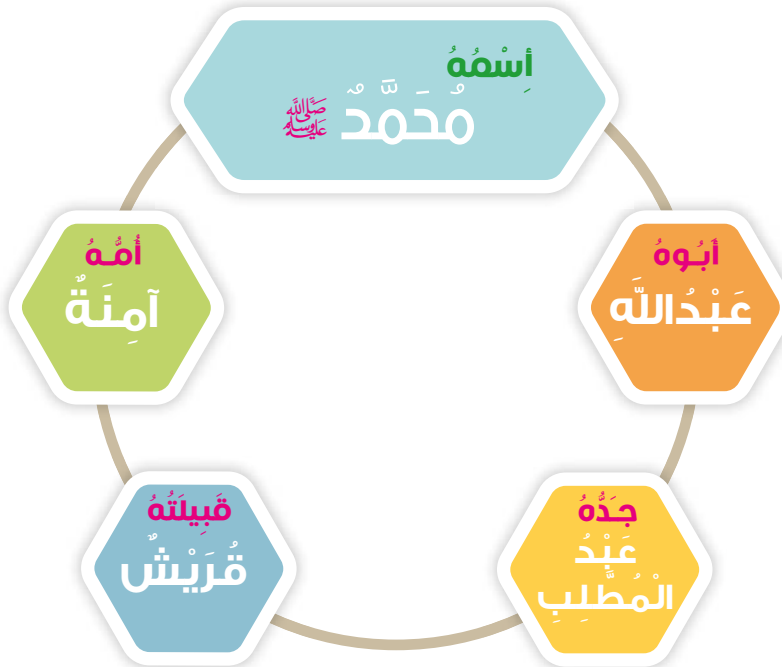 إِسْمُهُ
مُحَمَّدٌ ﷺ
أَبُوهُ
عَبْدُاللَّهِ
جَدُّهُ
عَبْدُ
الْمُطَّلِبِ
قَبِيلَتُهُ
قُرَيْشٌ
أُمُّهُ
آمِنَةٌ